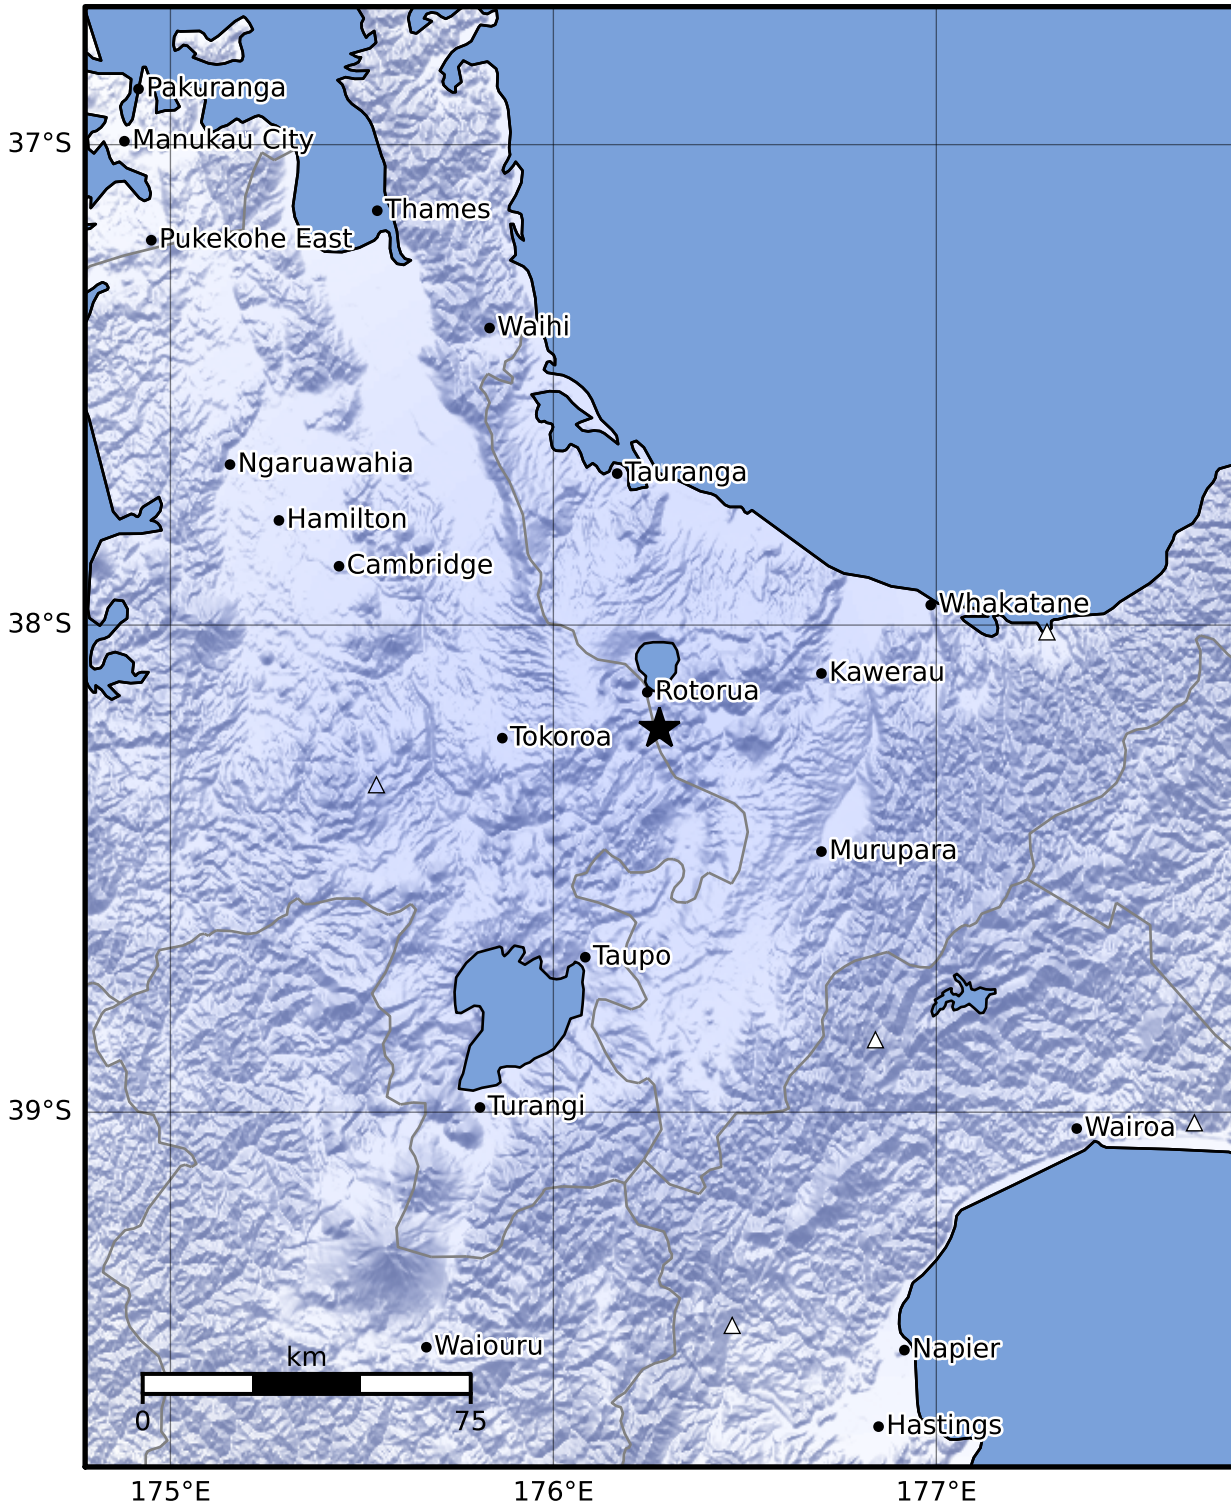 Pakuranga
Manukau City
37°S
Thames
Pukekohe East
Waihi
Ngaruawahia
Tauranga
Hamilton
Cambridge
Whakatane
38°S
Kawerau
Rotorua
Tokoroa
Murupara
Taupo
Turangi
39°S
Wairoa
Waiouru
Napier
km
0
75
Hastings
175°E
176°E
177°E